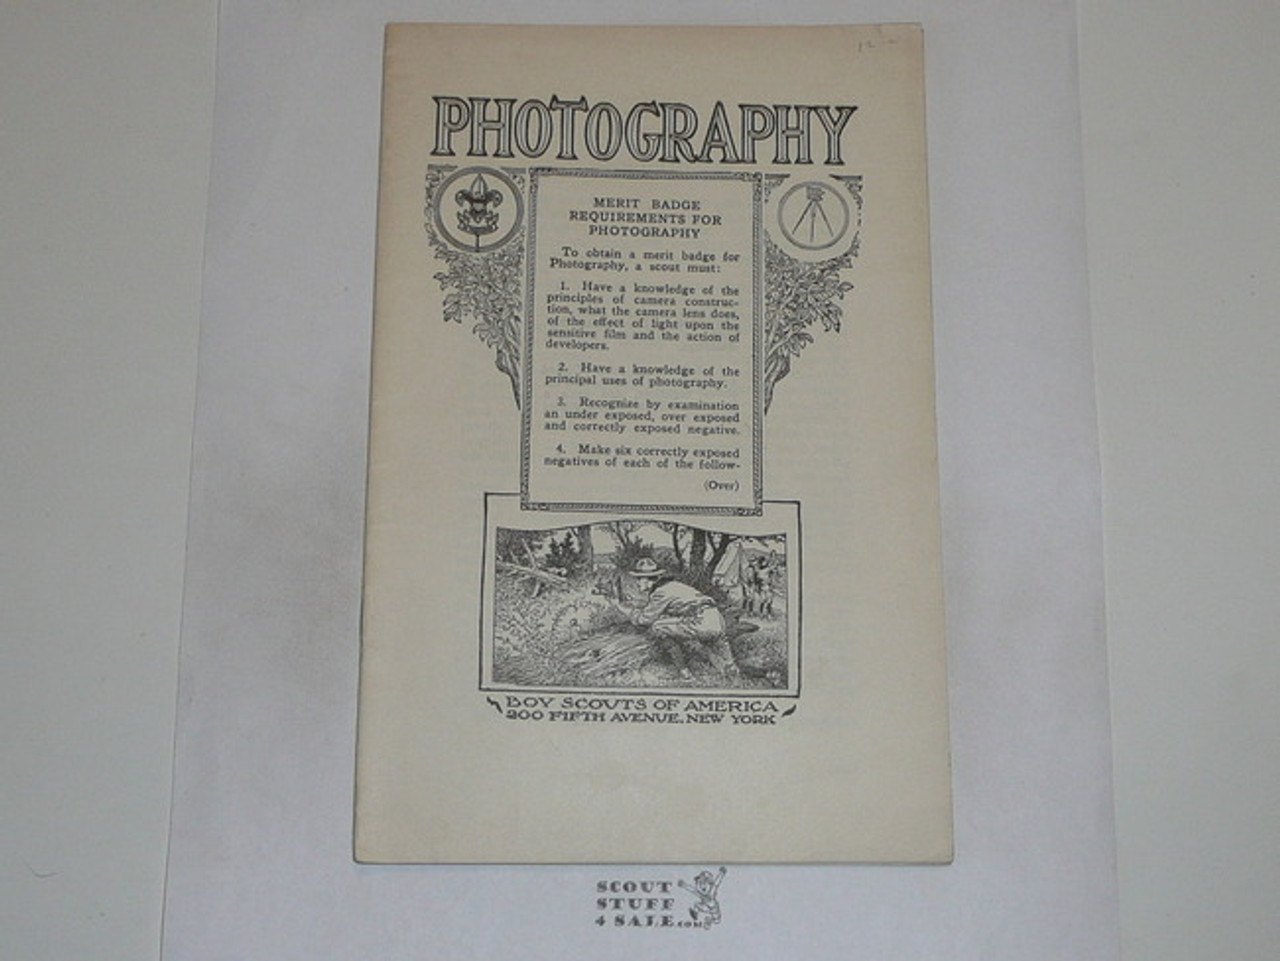 PHOTOGRAPHY
MERIT BADGE
REQUIREMENTS FOR
PHOTOGRAPHY
To obtain a merit badge for
Photography, a scout must:
1. Have a knowledge of the
principles of camera construc-
tion, what the camera lens does,
of the effect of light upon the
sensitive film and the action of
developers.
2. Have a knowledge of the
principal uses of photography.
3. Recognize by examination
an under exposed, over exposed
and correctly exposed negative.
4. Make six correctly exposed
negatives of each of the follow-
(Over)
BOY SCOUTS OF AMERICA
200 FIFTH AVENUE, NEW YORK
SCOUT
STUFF
4 SALE.COM